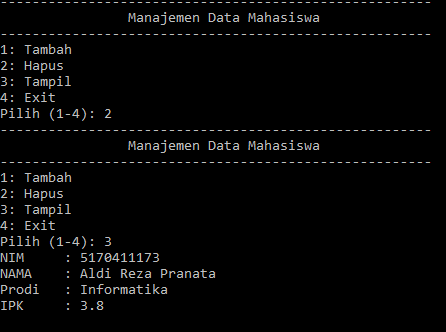 ------------------------------------------------------
Manajemen Data Mahasiswa
------------------------------------------------------
1: Tambah
2: Hapus
3: Tampil
4: Exit
Pilih (1-4): 2
------------------------------------------------------
Manajemen Data Mahasiswa
------------------------------------------------------
1: Tambah
2: Hapus
3: Tampil
4: Exit
Pilih (1-4): 3
NIM     : 5170411173
NAMA    : Aldi Reza Pranata
Prodi   : Informatika
IPK     : 3.8